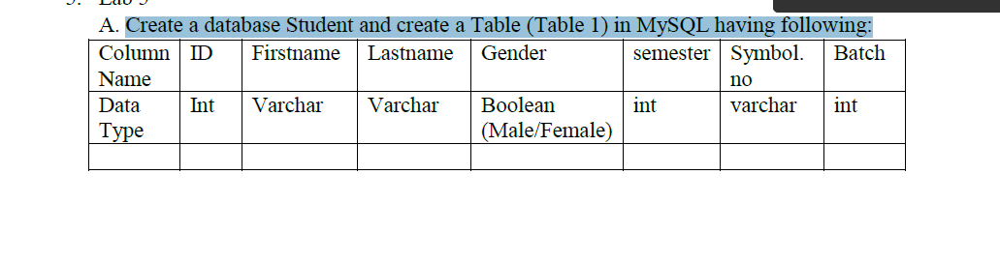 A. Create a database Student and create a Table (Table 1) in MySQL having following:
Column Name ID Firstname Lastname Gender semester Symbol. no Batch
Data Type Int Varchar Varchar Boolean (Male/Female) int varchar int